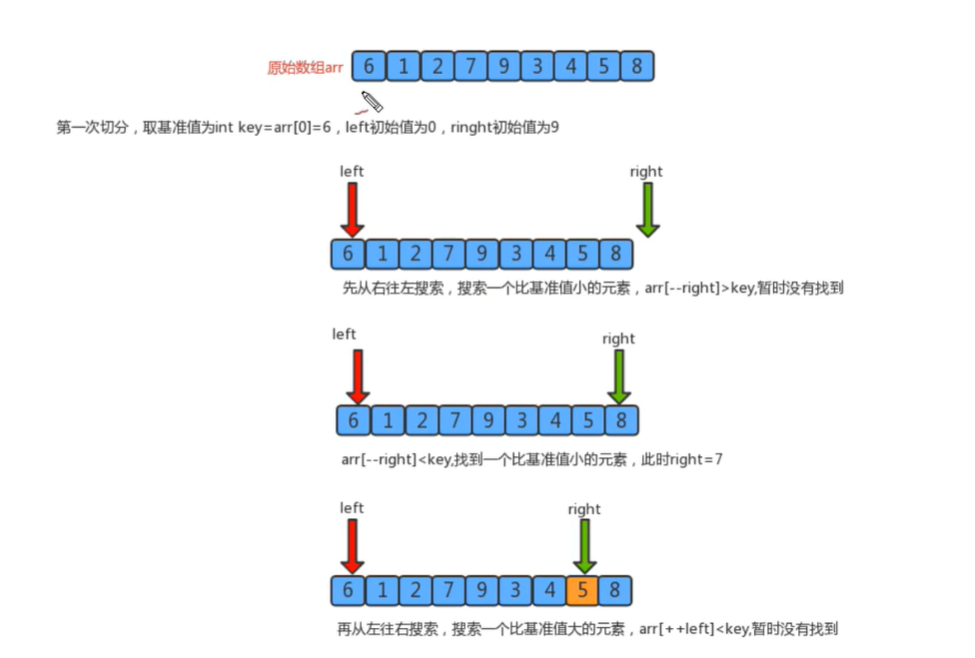 原始数组arr 6 1 2 7 9 3 4 5 8
第一次切分，取基准值为int key=arr[0]=6，left初始值为0，ringht初始值为9
left right
6 1 2 7 9 3 4 5 8
先从右往左搜索，搜索一个比基准值小的元素，arr[--right]>key,暂时没有找到
left right
6 1 2 7 9 3 4 5 8
arr[--right]<key,找到一个比基准值小的元素，此时right=7
left right
6 1 2 7 9 3 4 5 8
再从左往右搜索，搜索一个比基准值大的元素，arr[++left]<key,暂时没有找到